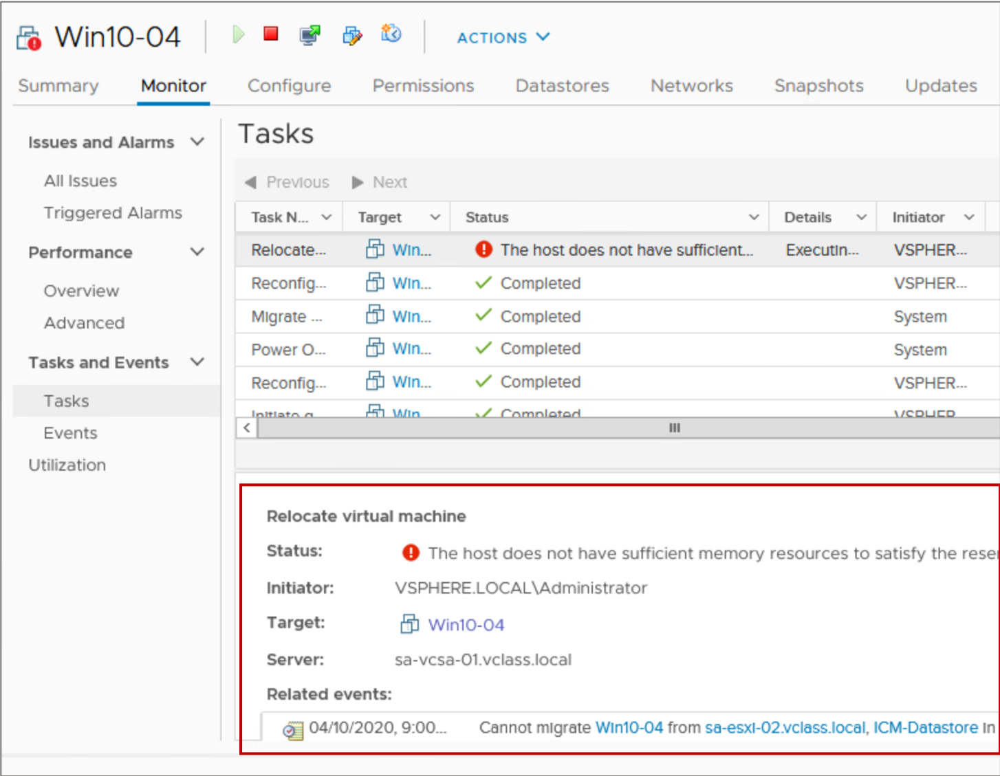 Win10-04 ACTIONS
Summary Monitor Configure Permissions Datastores Networks Snapshots Updates
Issues and Alarms
All Issues
Triggered Alarms
Performance
Overview
Advanced
Tasks and Events
Tasks
Events
Utilization
Tasks
Previous Next
Task N... Target Status Details Initiator
Relocate... Win... The host does not have sufficient... Executin... VSPHER...
Reconfig... Win... Completed VSPHER...
Migrate ... Win... Completed System
Power O... Win... Completed System
Reconfig... Win... Completed VSPHER...
Win Completed VSPHER
Relocate virtual machine
Status: The host does not have sufficient memory resources to satisfy the rese
Initiator: VSPHERE.LOCAL\Administrator
Target: Win10-04
Server: sa-vcsa-01.vclass.local
Related events:
04/10/2020, 9:00... Cannot migrate Win10-04 from sa-esxi-02.vclass.local, ICM-Datastore in